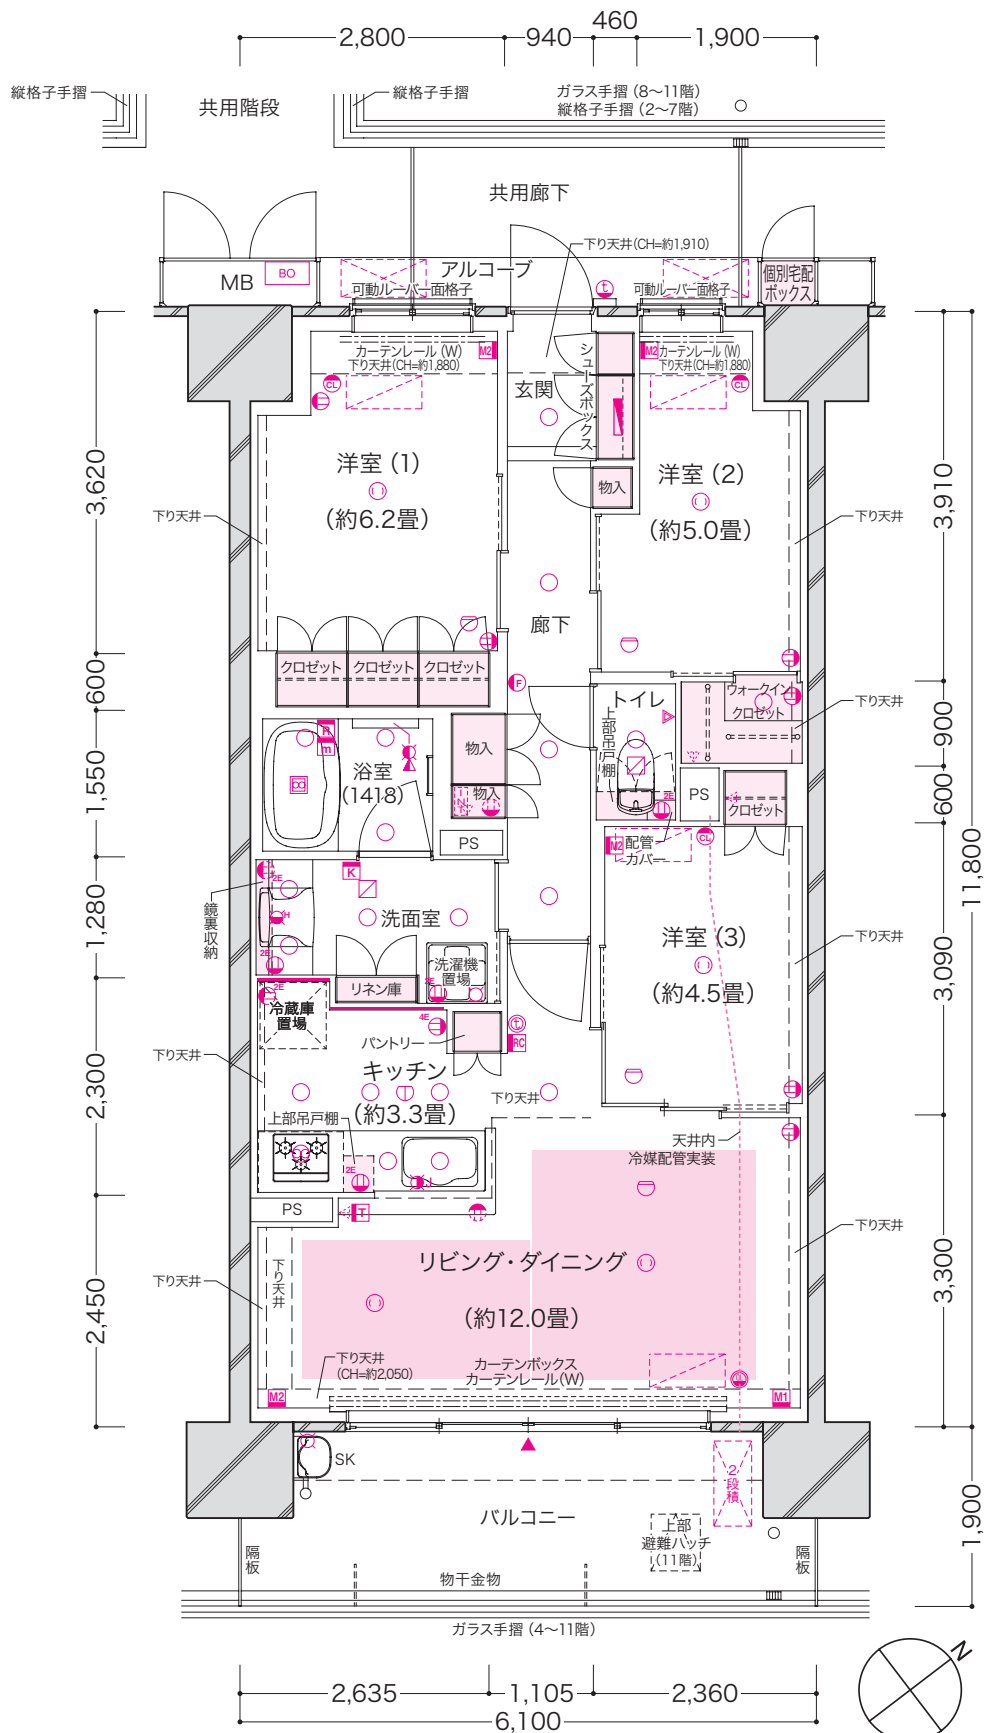 460
2,800
940
1,900
縦格子手摺
共用階段
縦格子手摺
ガラス手摺 (8〜11階)
縦格子手摺 (2〜7階)
共用廊下
下り天井(CH=約1,910)
MB
BO
アルコーブ
個別宅配
ボックス
可動ルーバー面格子
t
可動ルーバー面格子
カーテンレール (W)
下り天井(CH=約1,880)
M2
シューズボックス
M2
カーテンレール (W)
下り天井(CH=約1,880)
CL
玄関
CL
洋室 (1)
(約6.2畳)
物入
洋室 (2)
(約5.0畳)
3,620
3,910
下り天井
下り天井
廊下
クロゼット
クロゼット
クロゼット
F
トイレ
上部吊戸棚
ウォークイン
クロゼット
下り天井
600
900
R
m
浴室
(1418)
物入
物入
2E
PS
クロゼット
1,550
600
11,800
PS
配管
カバー
M2
CL
2E
K
鏡裏収納
H
洗面室
2E
洋室 (3)
(約4.5畳)
下り天井
1,280
3,090
リネン庫
洗濯機
置場
2E
2E
冷蔵庫
置場
4E
パントリー
t
RC
下り天井
キッチン
(約3.3畳)
下り天井
2,300
上部吊戸棚
2E
天井内
冷媒配管実装
PS
T
下り天井
リビング・ダイニング
(約12.0畳)
下り天井
下り天井
2,450
3,300
下り天井
(CH=約2,050)
カーテンボックス
カーテンレール(W)
M2
M1
SK
2段積
バルコニー
上部
避難ハッチ
(11階)
1,900
隔板
隔板
物干金物
ガラス手摺 (4〜11階)
N
2,635
1,105
2,360
6,100